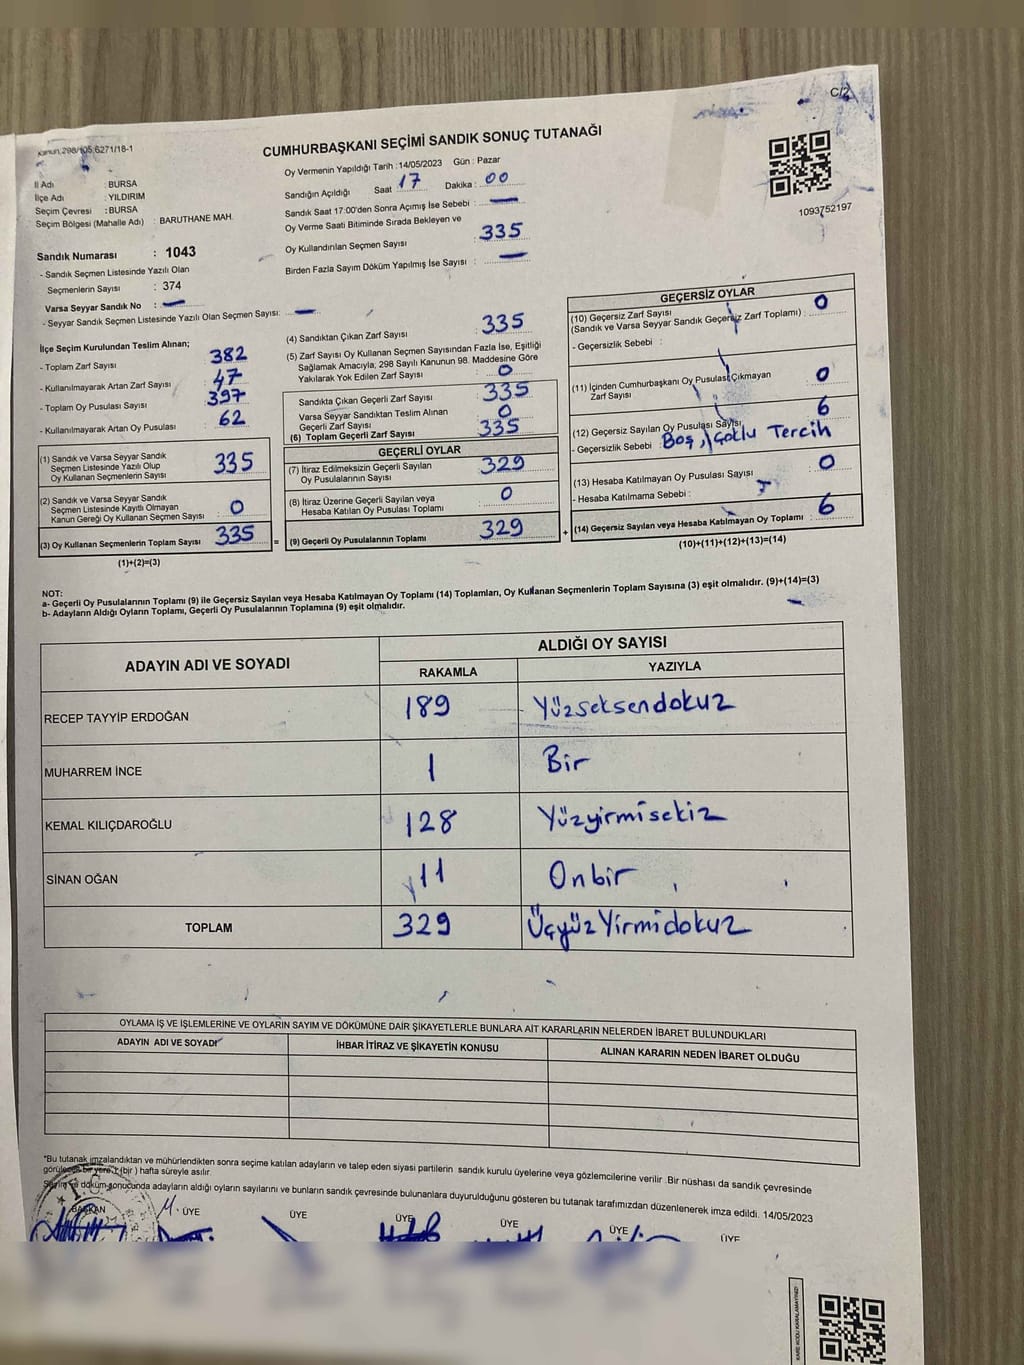 C/2
Kanun:298/105;6271/18-1
CUMHURBAŞKANI SEÇİMİ SANDIK SONUÇ TUTANAĞI
Oy Vermenin Yapıldığı Tarih :14/05/2023 Gün : Pazar
Sandığın Açıldığı Saat 17 Dakika : 00
Sandık Saat 17:00'den Sonra Açımış İse Sebebi : —
Oy Verme Saati Bitiminde Sırada Bekleyen ve
Oy Kullandırılan Seçmen Sayısı : 335
Birden Fazla Sayım Döküm Yapılmış İse Sayısı : —
1093752197
İl Adı : BURSA
İlçe Adı : YILDIRIM
Seçim Çevresi : BURSA
Seçim Bölgesi (Mahalle Adı) : BARUTHANE MAH.
Sandık Numarası : 1043
- Sandık Seçmen Listesinde Yazılı Olan
Seçmenlerin Sayısı : 374
Varsa Seyyar Sandık No : —
- Seyyar Sandık Seçmen Listesinde Yazılı Olan Seçmen Sayısı: —
İlçe Seçim Kurulundan Teslim Alınan;
- Toplam Zarf Sayısı 382
- Kullanılmayarak Artan Zarf Sayısı 47
- Toplam Oy Pusulası Sayısı 397
- Kullanılmayarak Artan Oy Pusulası 62
(1) Sandık ve Varsa Seyyar Sandık
Seçmen Listesinde Yazılı Olup
Oy Kullanan Seçmen Sayısı 335
(2) Sandık ve Varsa Seyyar Sandık
Seçmen Listesinde Kayıtlı Olmayan
Kanun Gereği Oy Kullanan Seçmen Sayısı 0
(3) Oy Kullanan Seçmenlerin Toplam Sayısı 335 =
(1)+(2)=(3)
(4) Sandıktan Çıkan Zarf Sayısı 335
(5) Zarf Sayısı Oy Kullanan Seçmen Sayısından Fazla İse, Eşitliği
Sağlamak Amacıyla, 298 Sayılı Kanunun 98. Maddesine Göre
Yakılarak Yok Edilen Zarf Sayısı : 0
Sandıkta Çıkan Geçerli Zarf Sayısı 335
Varsa Seyyar Sandıktan Teslim Alınan
Geçerli Zarf Sayısı 0
(6) Toplam Geçerli Zarf Sayısı 335
GEÇERLİ OYLAR
(7) İtiraz Edilmeksizin Geçerli Sayılan
Oy Pusulalarının Sayısı 329
(8) İtiraz Üzerine Geçerli Sayılan veya
Hesaba Katılan Oy Pusulası Toplamı 0
(9) Geçerli Oy Pusulalarının Toplamı 329 +
GEÇERSİZ OYLAR
(10) Geçersiz Zarf Sayısı
(Sandık ve Varsa Seyyar Sandık Geçersiz Zarf Toplamı) : 0
- Geçersizlik Sebebi :
(11) İçinden Cumhurbaşkanı Oy Pusulası Çıkmayan
Zarf Sayısı 0
(12) Geçersiz Sayılan Oy Pusulası Sayısı 6
- Geçersizlik Sebebi : Boş, Çoklu Tercih
(13) Hesaba Katılmayan Oy Pusulası Sayısı 0
- Hesaba Katılmama Sebebi :
(14) Geçersiz Sayılan veya Hesaba Katılmayan Oy Toplamı 6
(10)+(11)+(12)+(13)=(14)
NOT:
a- Geçerli Oy Pusulalarının Toplamı (9) ile Geçersiz Sayılan veya Hesaba Katılmayan Oy Toplamı (14) Toplamları, Oy Kullanan Seçmenlerin Toplam Sayısına (3) eşit olmalıdır. (9)+(14)=(3)
b- Adayların Aldığı Oyların Toplamı, Geçerli Oy Pusulalarının Toplamına (9) eşit olmalıdır.
ADAYIN ADI VE SOYADI
ALDIĞI OY SAYISI
RAKAMLA YAZIYLA
RECEP TAYYİP ERDOĞAN 189 Yüzseksendokuz
MUHARREM İNCE 1 Bir
KEMAL KILIÇDAROĞLU 128 Yüzyirmisekiz
SİNAN OĞAN 11 Onbir
TOPLAM 329 ÜçyüzYirmidokuz
OYLAMA İŞ VE İŞLEMLERİNE VE OYLARIN SAYIM VE DÖKÜMÜNE DAİR ŞİKAYETLERLE BUNLARA AİT KARARLARIN NELERDEN İBARET BULUNDUKLARI
ADAYIN ADI VE SOYADI İHBAR İTİRAZ VE ŞİKAYETİN KONUSU ALINAN KARARIN NEDEN İBARET OLDUĞU
*Bu tutanak imzalandıktan ve mühürlendikten sonra seçime katılan adayların ve talep eden siyasi partilerin sandık kurulu üyelerine veya gözlemcilerine verilir .Bir nüshası da sandık çevresinde
bir yere 1 (bir ) hafta süreyle asılır.
döküm sonucunda adayların aldığı oyların sayılarını ve bunların sandık çevresinde bulunanlara duyurulduğunu gösteren bu tutanak tarafımızdan düzenlenerek imza edildi. 14/05/2023
BAŞKAN ÜYE ÜYE ÜYE ÜYE ÜYE ÜYE